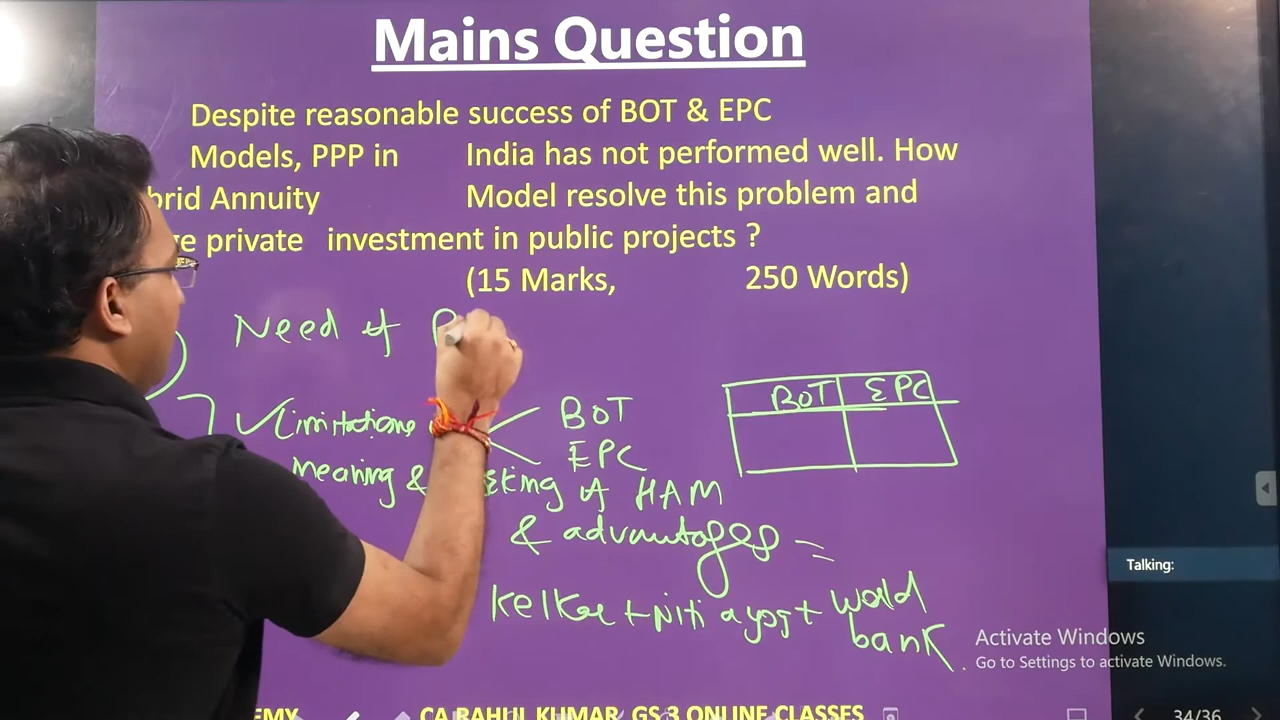 Mains Question
Despite reasonable success of BOT & EPC
Models, PPP in India has not performed well. How
brid Annuity Model resolve this problem and
ge private investment in public projects ?
(15 Marks, 250 Words)
Need of P
Limitations
BOT
EPC
BOT EPC
Meaning & king of HAM
& advantages =
Kelkar + Niti ayog + world
bank.
Talking:
Activate Windows
Go to Settings to activate Windows.
EMY CA RAHUL KUMAR GS 3 ONLINE CLASSES
34/36